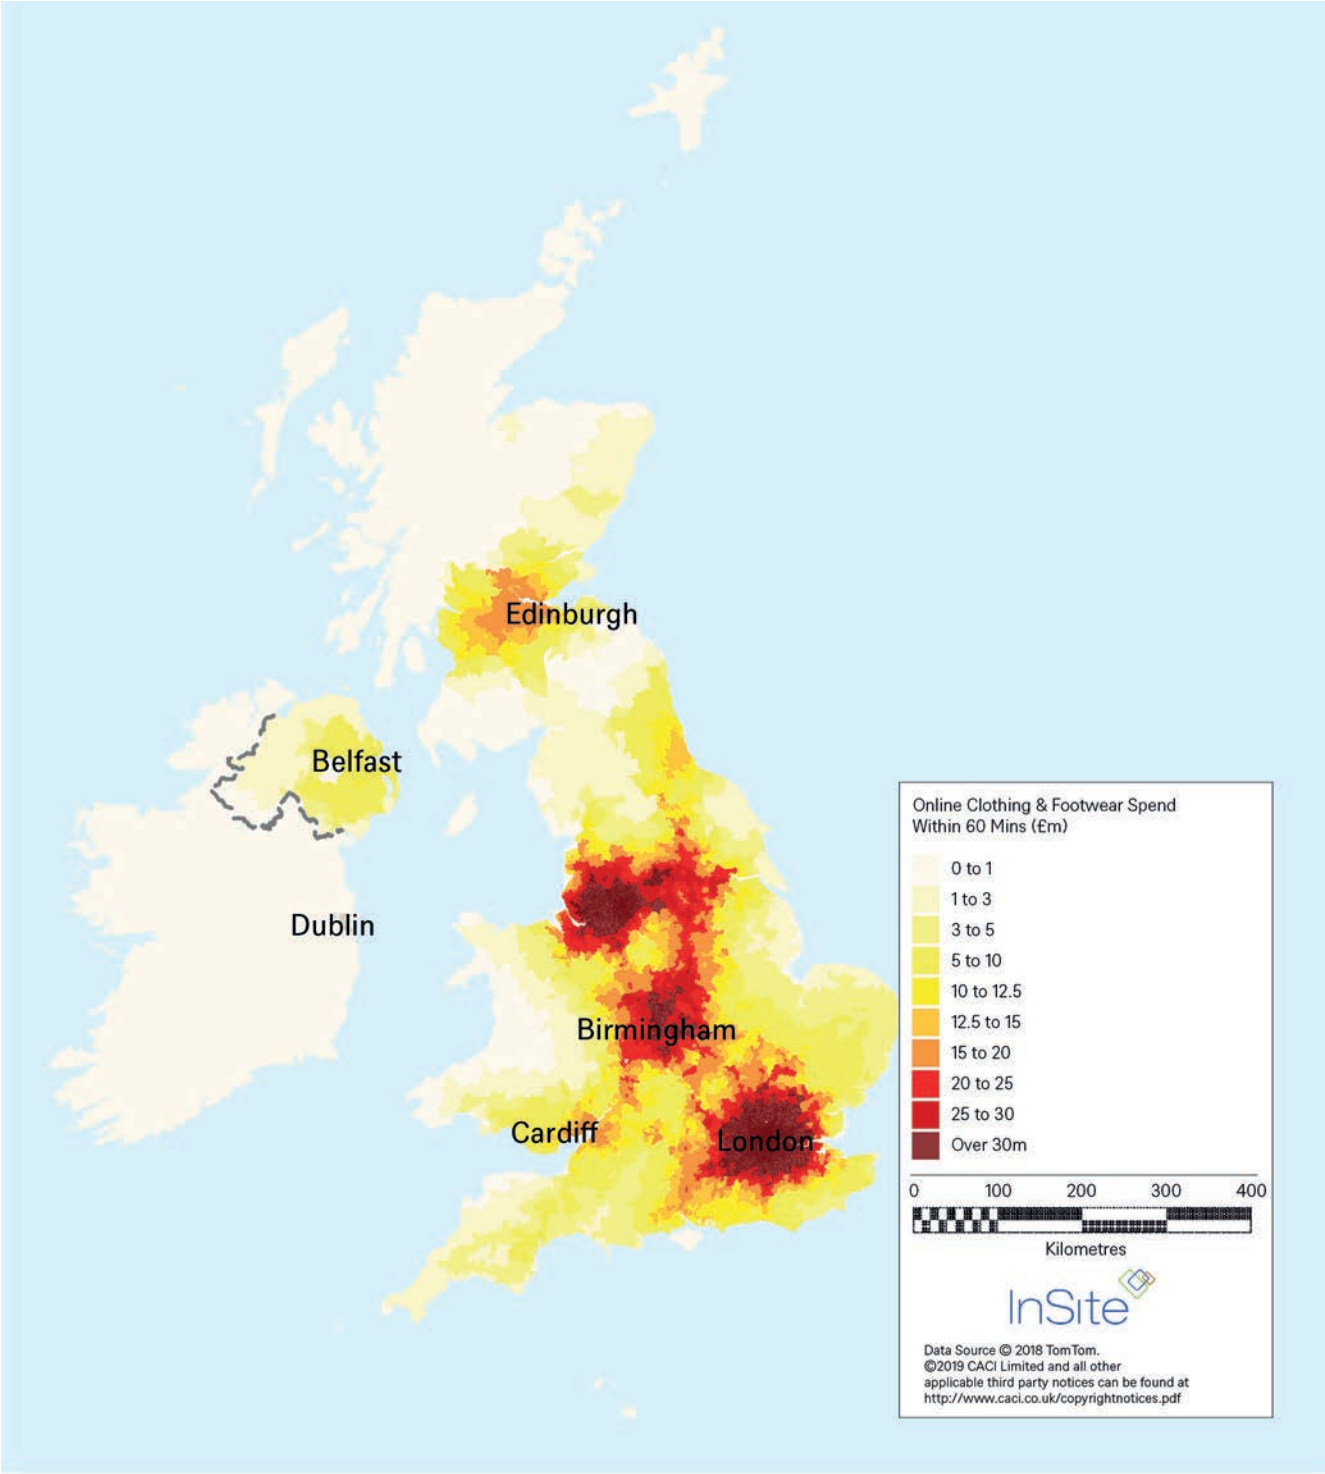 Edinburgh
Belfast
Dublin
Birmingham
Cardiff
London
Online Clothing & Footwear Spend
Within 60 Mins (£m)
0 to 1
1 to 3
3 to 5
5 to 10
10 to 12.5
12.5 to 15
15 to 20
20 to 25
25 to 30
Over 30m
0 100 200 300 400
Kilometres
InSite
Data Source © 2018 TomTom.
©2019 CACI Limited and all other
applicable third party notices can be found at
http://www.caci.co.uk/copyrightnotices.pdf